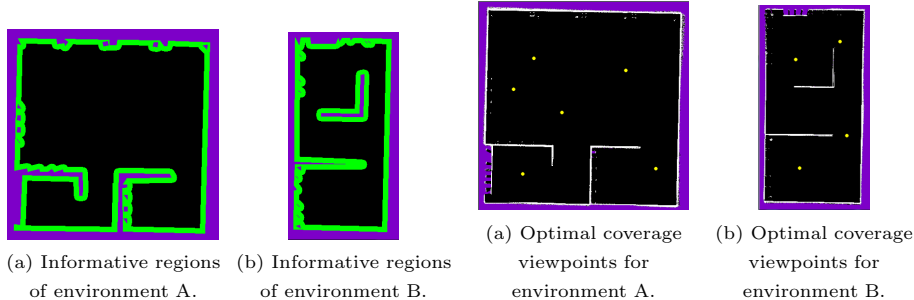 (a) Informative regions
of environment A.
(b) Informative regions
of environment B.
(a) Optimal coverage
viewpoints for
environment A.
(b) Optimal coverage
viewpoints for
environment B.